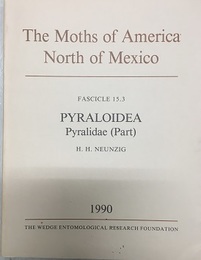 The Moths of America
North of Mexico
FASCICLE 15.3
PYRALOIDEA
Pyralidae (Part)
H. H. NEUNZIG
1990
THE WEDGE ENTOMOLOGICAL RESEARCH FOUNDATION